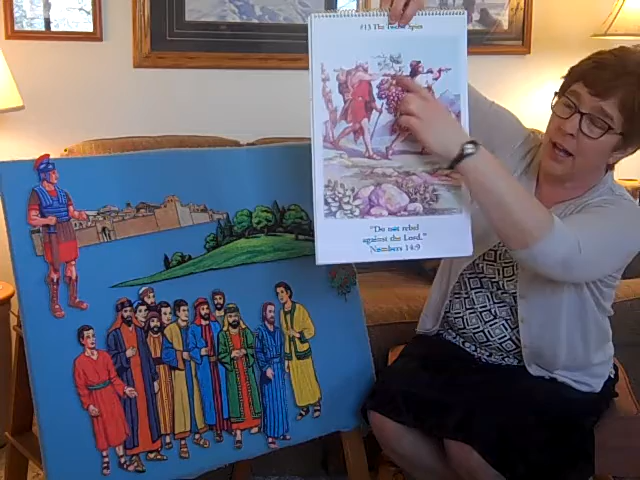 #13 The Twelve Spies
"Do not rebel
against the Lord."
Numbers 14:9